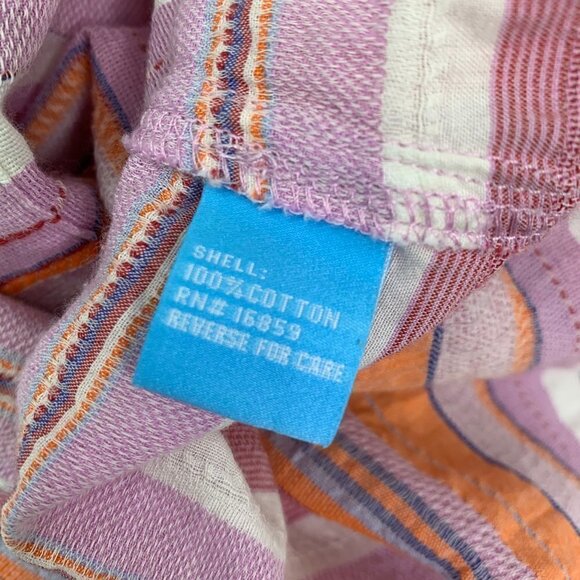 SHELL:
100% COTTON
RN# 16859
REVERSE FOR CARE